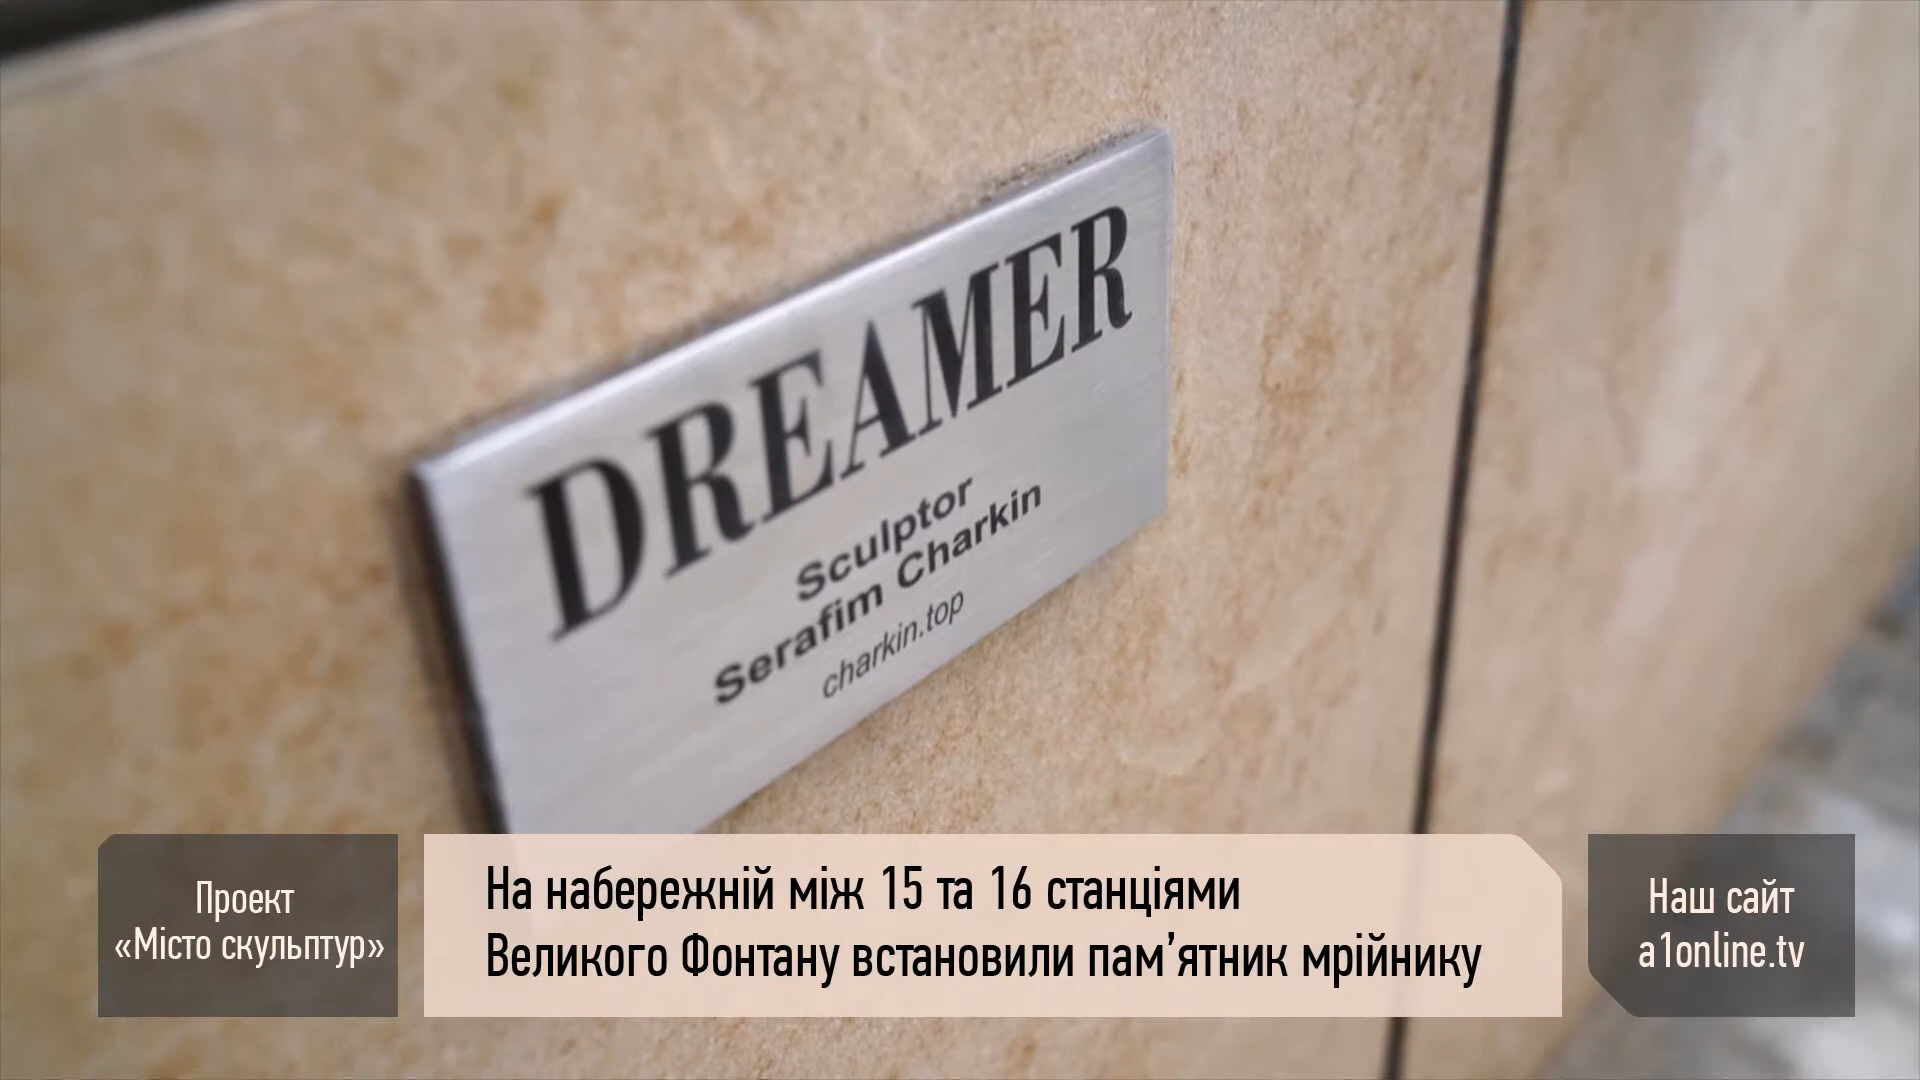 DREAMER
Sculptor
Serafim Charkin
charkin.top
Проект
«Місто скульптур»
На набережній між 15 та 16 станціями
Великого Фонтану встановили пам’ятник мрійнику
Наш сайт
a1online.tv